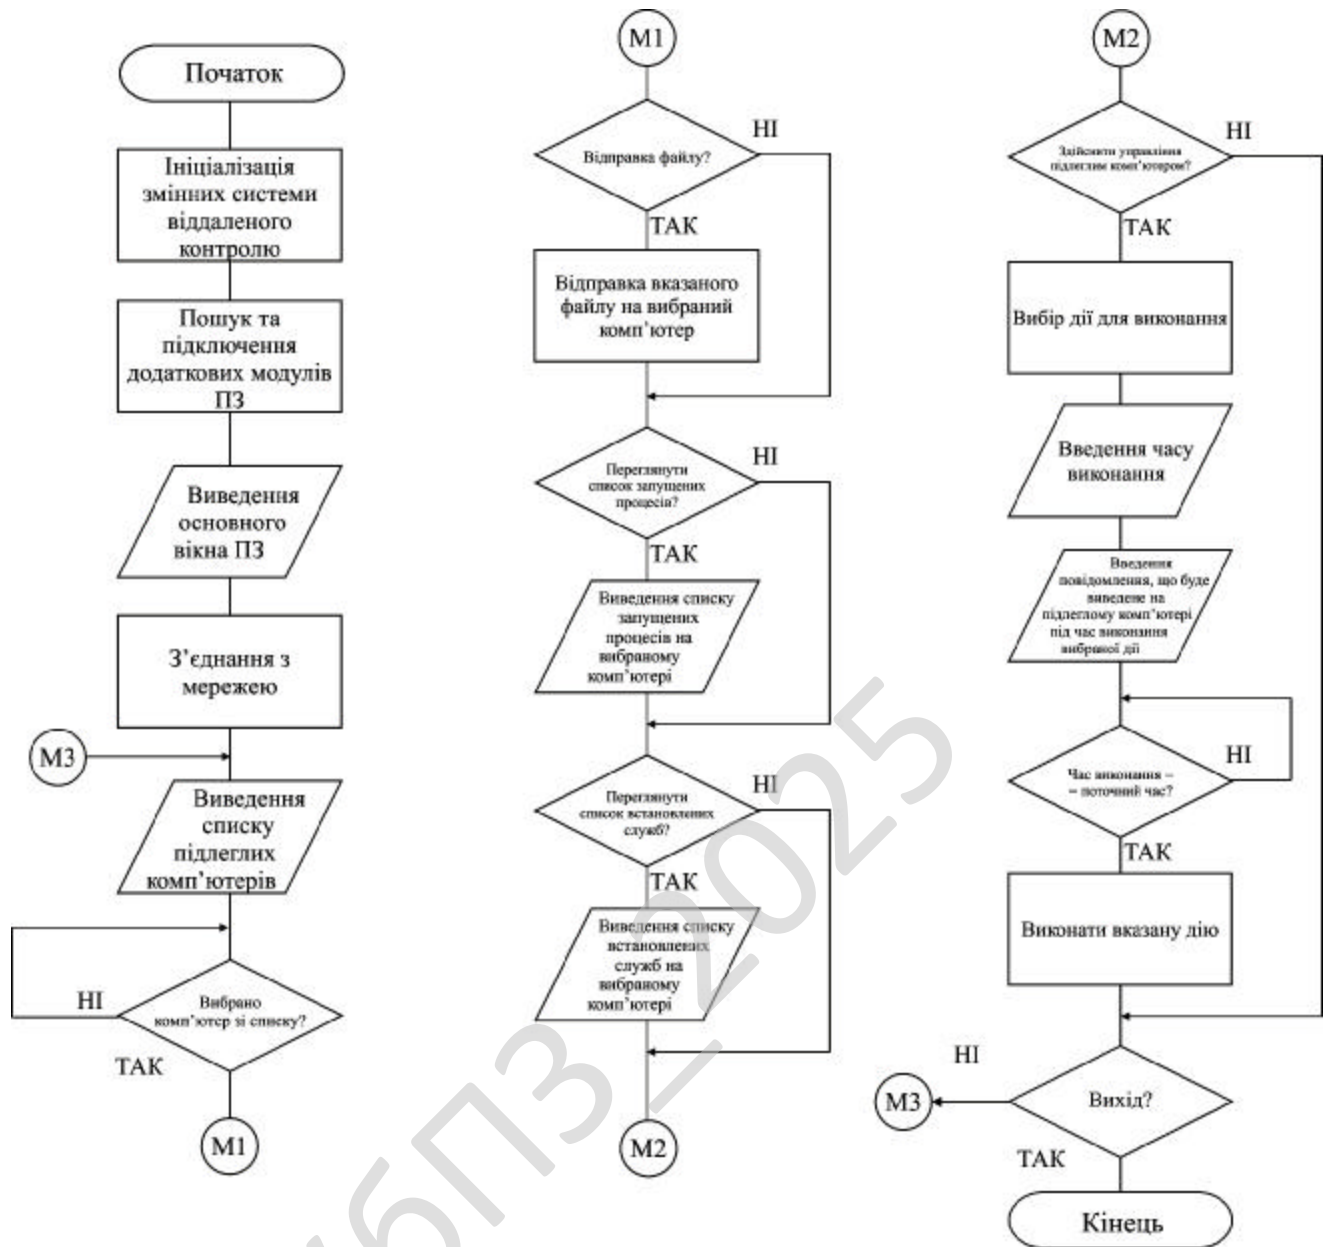 Початок
Ініціалізація
змінних системи
віддаленого
контролю
Пошук та
підключення
додаткових модулів
ПЗ
Виведення
основного
вікна ПЗ
З’єднання з
мережею
М3
Виведення
списку
підлеглих
комп’ютерів
НІ
Вибрано
комп’ютер зі списку?
ТАК
М1
М1
НІ
Відправка файлу?
ТАК
Відправка вказаного
файлу на вибраний
комп’ютер
НІ
Переглянути
список запущених
процесів?
ТАК
Виведення списку
запущених
процесів на
вибраному
комп’ютері
НІ
Переглянути
список встановлених
служб?
ТАК
Виведення списку
встановлених
служб на
вибраному
комп’ютері
М2
М2
НІ
Здійснити управління
підлеглим комп’ютером?
ТАК
Вибір дії для виконання
Введення часу
виконання
Введення
повідомлення, що буде
виведене на
підлеглому комп’ютері
під час виконання
вибраної дії
НІ
Час виконання =
= поточний час?
ТАК
Виконати вказану дію
НІ
М3
Вихід?
ТАК
Кінець
бПЗ_2025